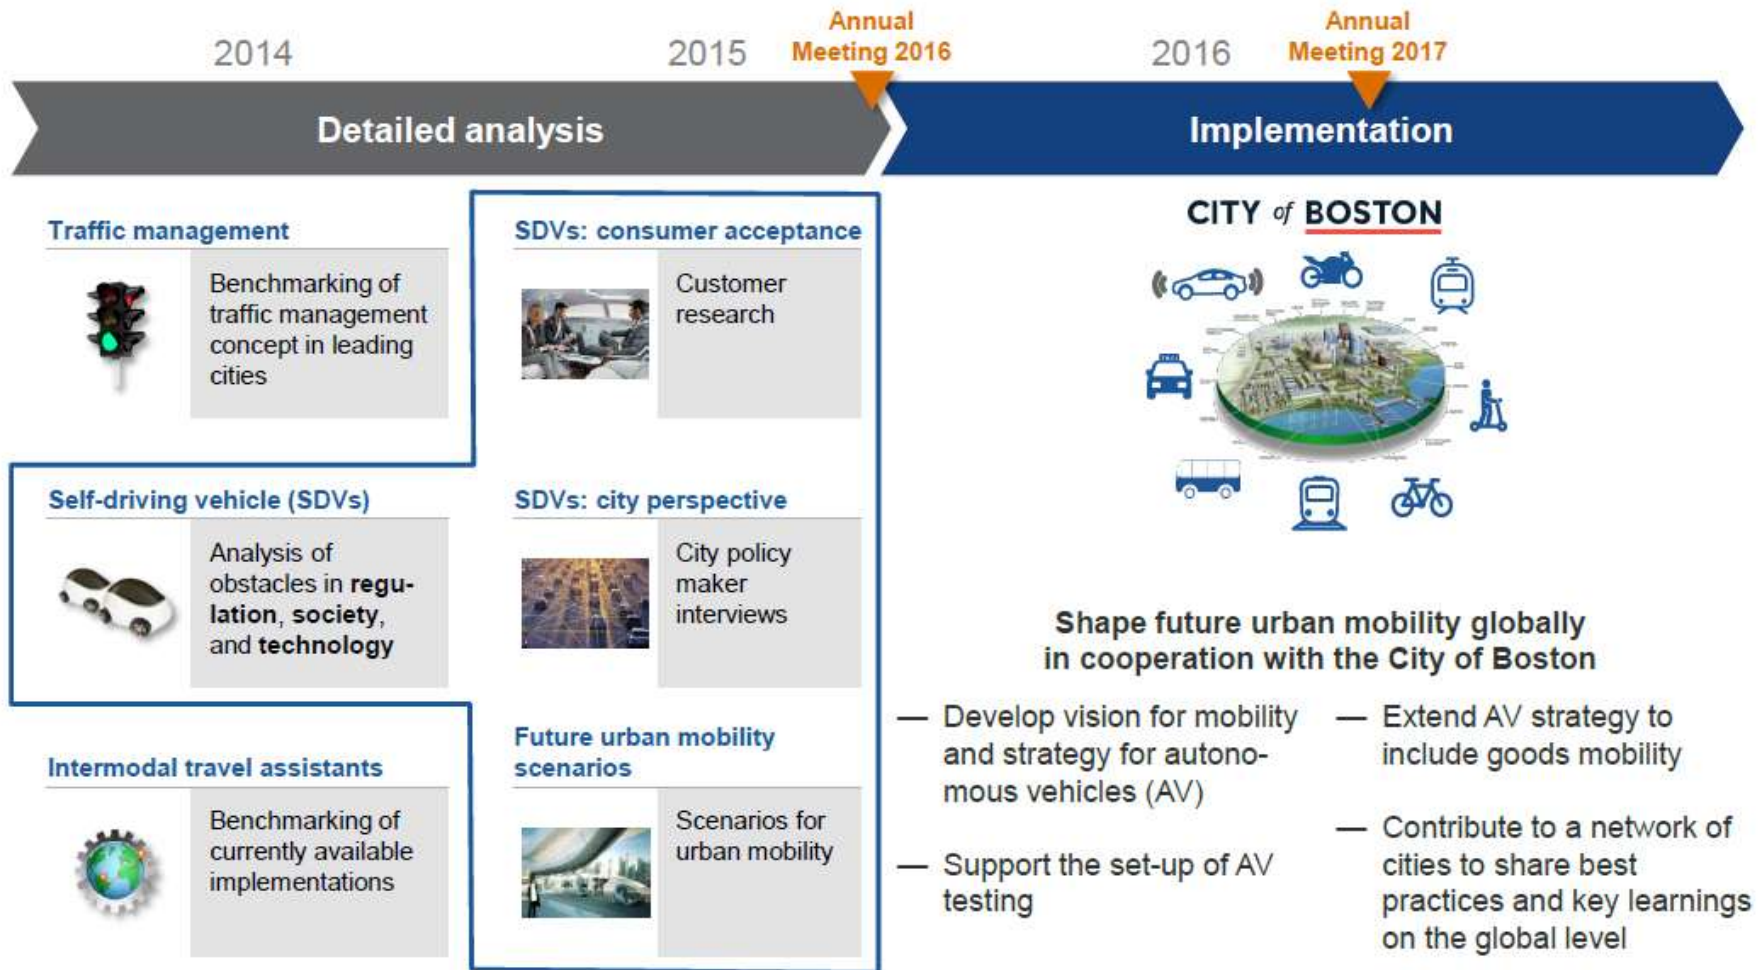 2014
2015
Annual
Meeting 2016
2016
Annual
Meeting 2017
Detailed analysis
Implementation
Traffic management
Benchmarking of
traffic management
concept in leading
cities
Self-driving vehicle (SDVs)
Analysis of
obstacles in regu-
lation, society,
and technology
Intermodal travel assistants
Benchmarking of
currently available
implementations
SDVs: consumer acceptance
Customer
research
SDVs: city perspective
City policy
maker
interviews
Future urban mobility
scenarios
Scenarios for
urban mobility
CITY of BOSTON
Shape future urban mobility globally
in cooperation with the City of Boston
— Develop vision for mobility
and strategy for autono-
mous vehicles (AV)
— Support the set-up of AV
testing
— Extend AV strategy to
include goods mobility
— Contribute to a network of
cities to share best
practices and key learnings
on the global level